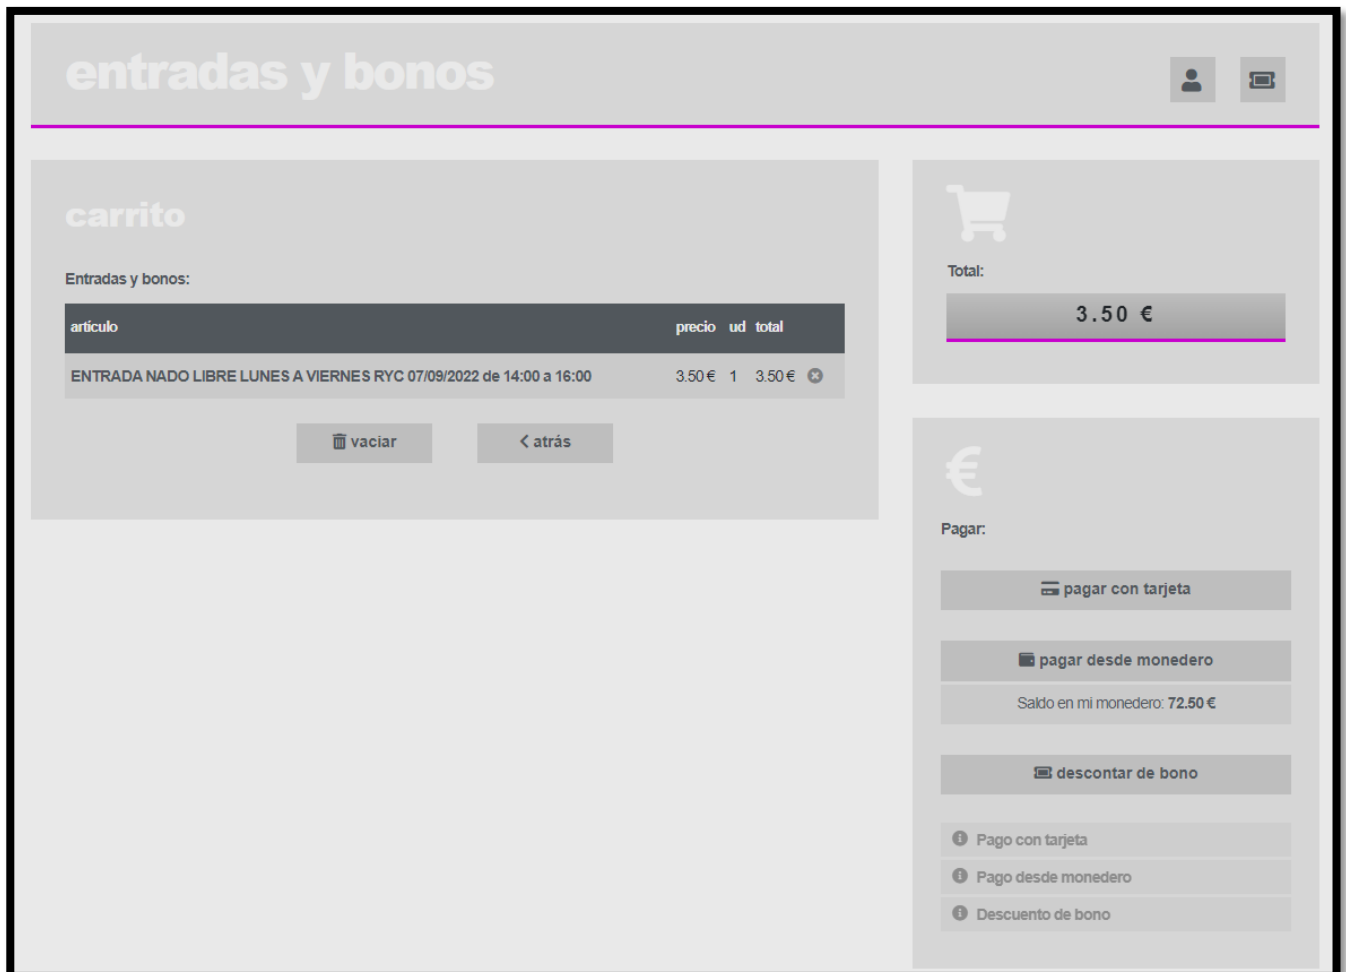 entradas y bonos
carrito
Entradas y bonos:
artículo precio ud total
ENTRADA NADO LIBRE LUNES A VIERNES RYC 07/09/2022 de 14:00 a 16:00 3.50 € 1 3.50 €
vaciar
atrás
Total:
3.50 €
€
Pagar:
pagar con tarjeta
pagar desde monedero
Saldo en mi monedero: 72.50 €
descontar de bono
Pago con tarjeta
Pago desde monedero
Descuento de bono